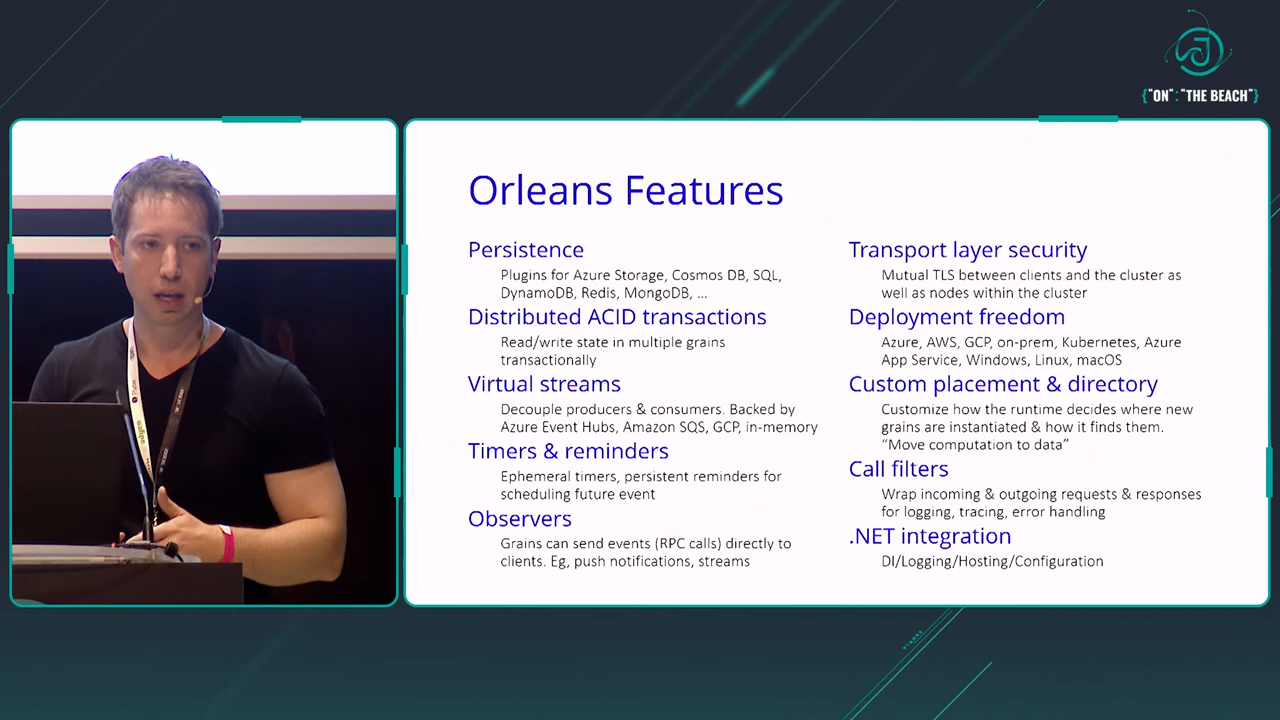 {"ON":"THE BEACH"}
Orleans Features
Persistence
Plugins for Azure Storage, Cosmos DB, SQL,
DynamoDB, Redis, MongoDB, ...
Distributed ACID transactions
Read/write state in multiple grains
transactionally
Virtual streams
Decouple producers & consumers. Backed by
Azure Event Hubs, Amazon SQS, GCP, in-memory
Timers & reminders
Ephemeral timers, persistent reminders for
scheduling future event
Observers
Grains can send events (RPC calls) directly to
clients. Eg, push notifications, streams
Transport layer security
Mutual TLS between clients and the cluster as
well as nodes within the cluster
Deployment freedom
Azure, AWS, GCP, on-prem, Kubernetes, Azure
App Service, Windows, Linux, macOS
Custom placement & directory
Customize how the runtime decides where new
grains are instantiated & how it finds them.
“Move computation to data”
Call filters
Wrap incoming & outgoing requests & responses
for logging, tracing, error handling
.NET integration
DI/Logging/Hosting/Configuration